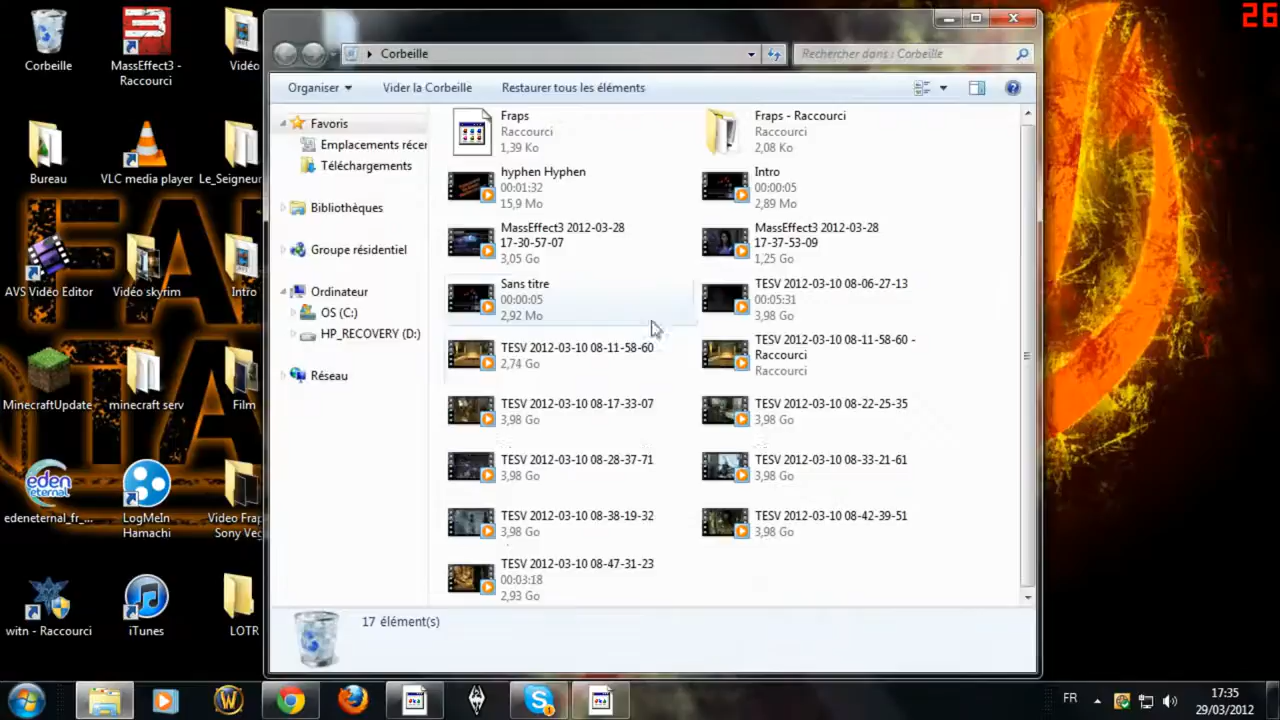 26
Corbeille
MassEffect3 -
Raccourci
Vidéo
Bureau
VLC media player
Le_Seigneur
AVS Vidéo Editor
Vidéo skyrim
Intro
MinecraftUpdate
minecraft serv
Film
edeneternal_fr_...
LogMeIn
Hamachi
Video Frap
Sony Veg
witn - Raccourci
iTunes
LOTR
Corbeille
Rechercher dans : Corbeille
Organiser
Vider la Corbeille
Restaurer tous les éléments
Favoris
Emplacements récen
Téléchargements
Bibliothèques
Groupe résidentiel
Ordinateur
OS (C:)
HP_RECOVERY (D:)
Réseau
Fraps
Raccourci
1,39 Ko
Fraps - Raccourci
Raccourci
2,08 Ko
hyphen Hyphen
00:01:32
15,9 Mo
Intro
00:00:05
2,89 Mo
MassEffect3 2012-03-28
17-30-57-07
3,05 Go
MassEffect3 2012-03-28
17-37-53-09
1,25 Go
Sans titre
00:00:05
2,92 Mo
TESV 2012-03-10 08-06-27-13
00:05:31
3,98 Go
TESV 2012-03-10 08-11-58-60
2,74 Go
TESV 2012-03-10 08-11-58-60 -
Raccourci
Raccourci
TESV 2012-03-10 08-17-33-07
3,98 Go
TESV 2012-03-10 08-22-25-35
3,98 Go
TESV 2012-03-10 08-28-37-71
3,98 Go
TESV 2012-03-10 08-33-21-61
3,98 Go
TESV 2012-03-10 08-38-19-32
3,98 Go
TESV 2012-03-10 08-42-39-51
3,98 Go
TESV 2012-03-10 08-47-31-23
00:03:18
2,93 Go
17 élément(s)
FR
17:35
29/03/2012